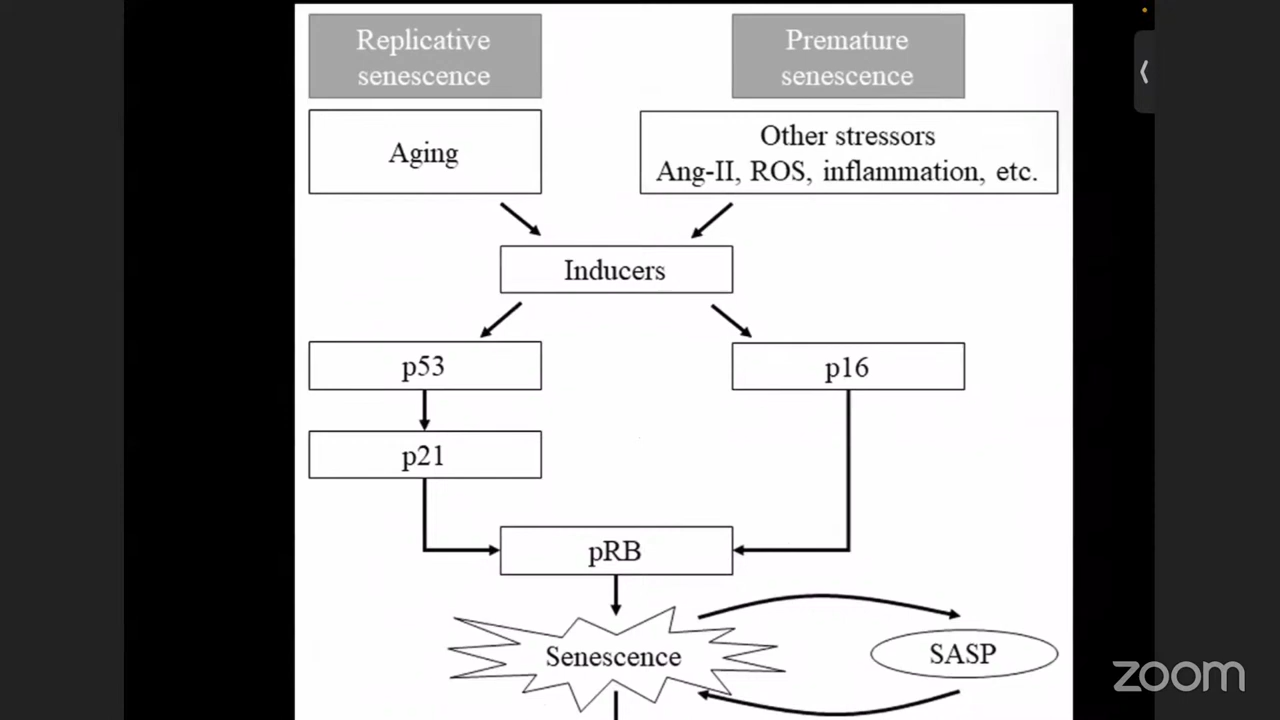 Replicative
senescence
Premature
senescence
Aging
Other stressors
Ang-II, ROS, inflammation, etc.
Inducers
p53
p16
p21
pRB
Senescence
SASP
zoom